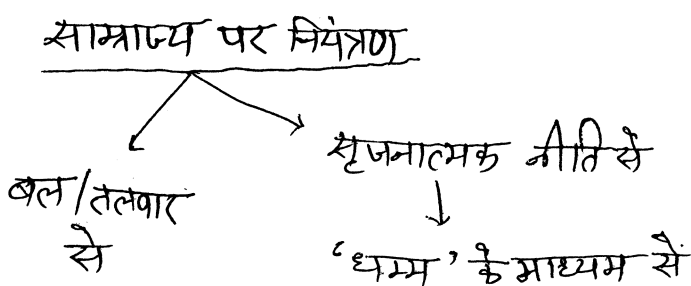 साम्राज्य पर नियंत्रण
सृजनात्मक नीति से
बल/तलवार
से
'धम्म' के माध्यम से